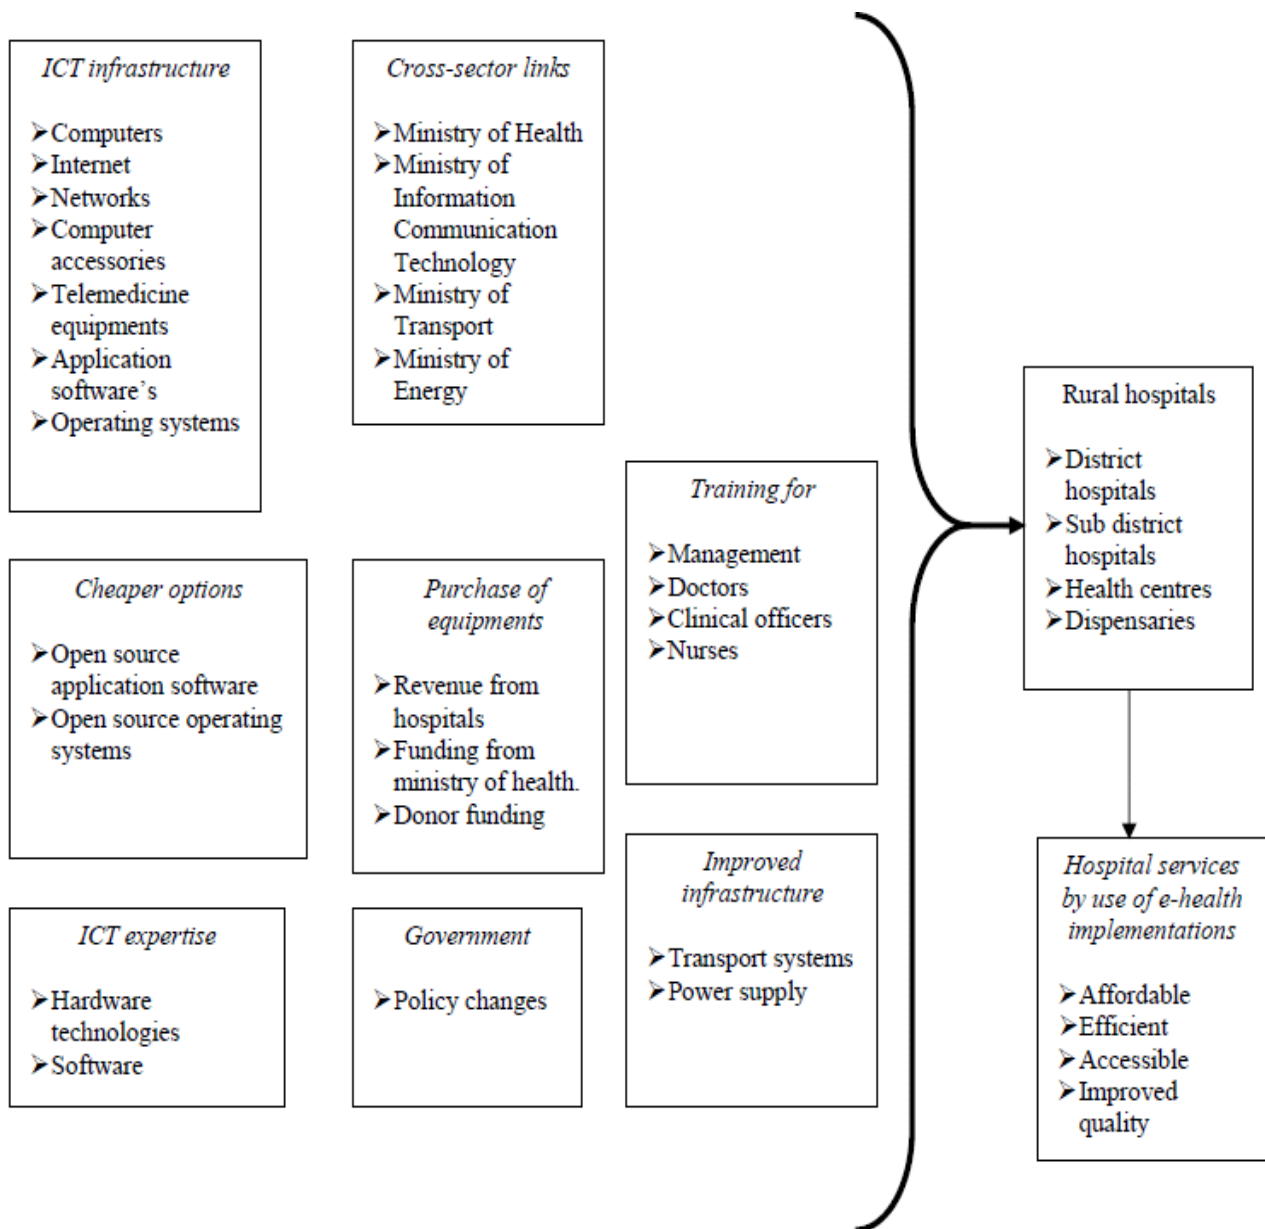 ICT infrastructure
➢Computers
➢Internet
➢Networks
➢Computer
accessories
➢Telemedicine
equipments
➢Application
software’s
➢Operating systems
Cross-sector links
➢Ministry of Health
➢Ministry of
Information
Communication
Technology
➢Ministry of
Transport
➢Ministry of
Energy
Training for
➢Management
➢Doctors
➢Clinical officers
➢Nurses
Cheaper options
➢Open source
application software
➢Open source operating
systems
Purchase of
equipments
➢Revenue from
hospitals
➢Funding from
ministry of health.
➢Donor funding
Improved
infrastructure
➢Transport systems
➢Power supply
ICT expertise
➢Hardware
technologies
➢Software
Government
➢Policy changes
Rural hospitals
➢District
hospitals
➢Sub district
hospitals
➢Health centres
➢Dispensaries
Hospital services
by use of e-health
implementations
➢Affordable
➢Efficient
➢Accessible
➢Improved
quality